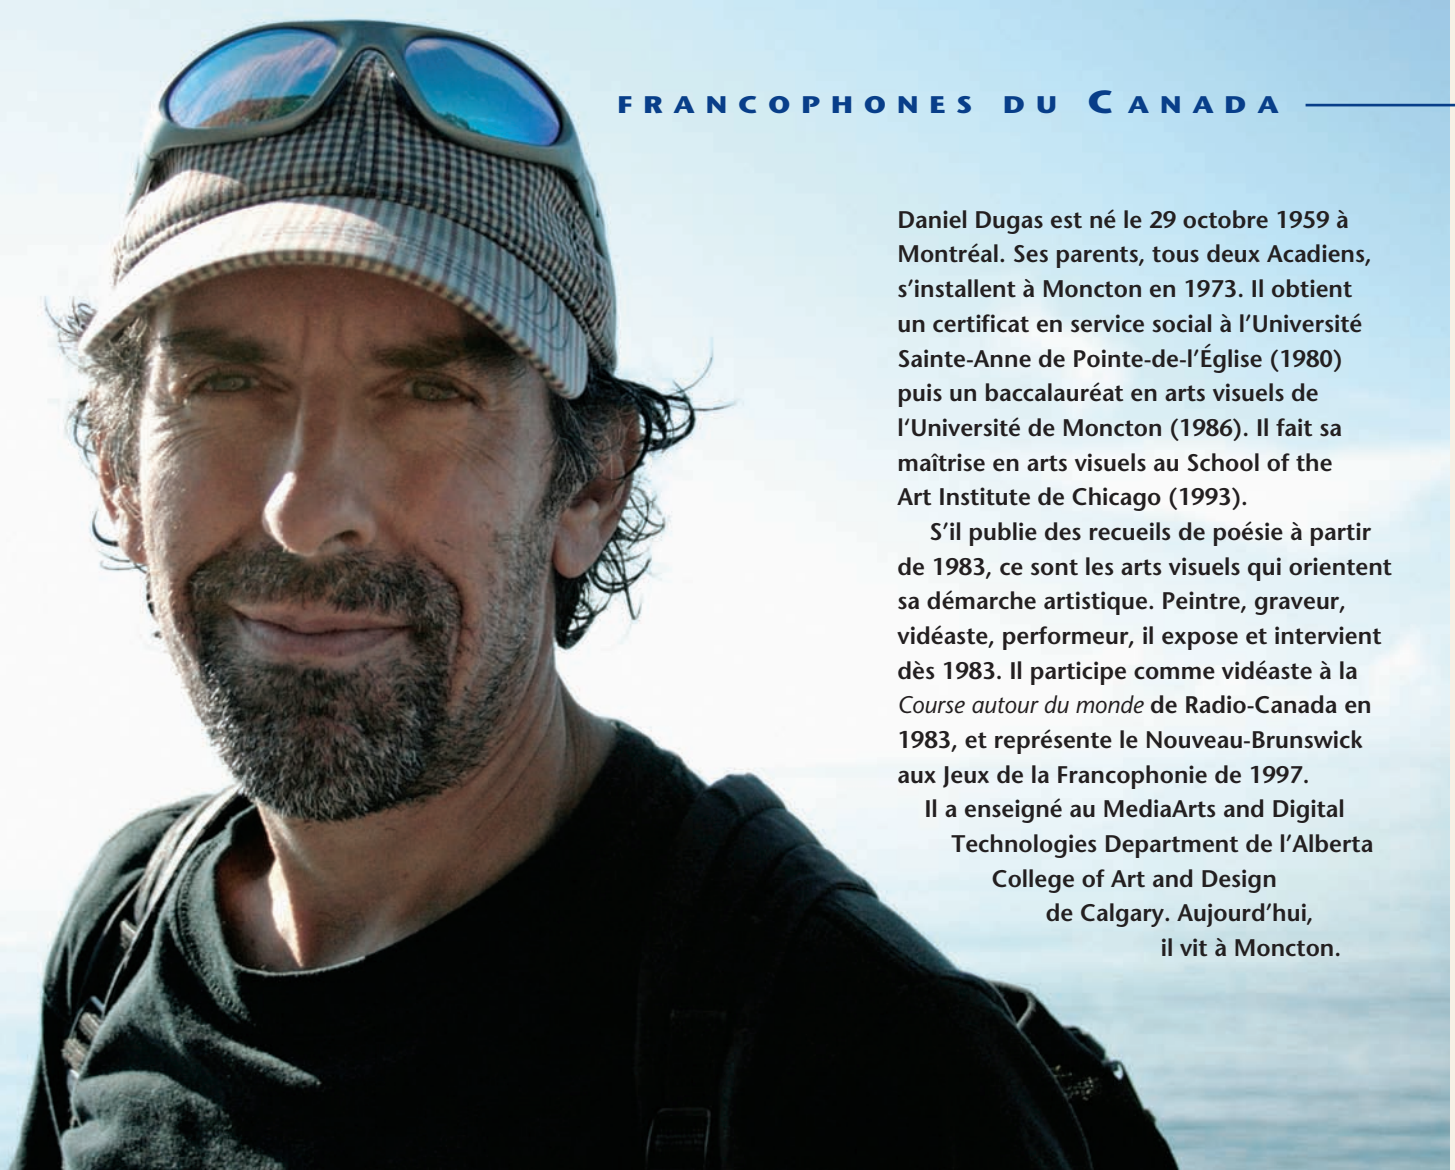 FRANCOPHONES DU CANADA
Daniel Dugas est né le 29 octobre 1959 à
Montréal. Ses parents, tous deux Acadiens,
s’installent à Moncton en 1973. Il obtient
un certificat en service social à l’Université
Sainte-Anne de Pointe-de-l’Église (1980)
puis un baccalauréat en arts visuels de
l‘Université de Moncton (1986). Il fait sa
maîtrise en arts visuels au School of the
Art Institute de Chicago (1993).
S’il publie des recueils de poésie à partir
de 1983, ce sont les arts visuels qui orientent
sa démarche artistique. Peintre, graveur,
vidéaste, performeur, il expose et intervient
dès 1983. Il participe comme vidéaste à la
Course autour du monde de Radio-Canada en
1983, et représente le Nouveau-Brunswick
aux Jeux de la Francophonie de 1997.
Il a enseigné au MediaArts and Digital
Technologies Department de l’Alberta
College of Art and Design
de Calgary. Aujourd’hui,
il vit à Moncton.